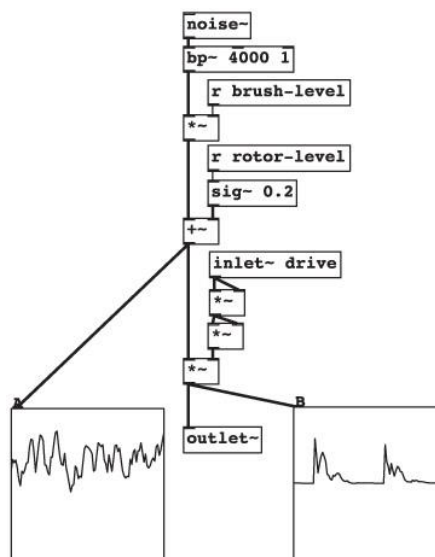 noise~
bp~ 4000 1
r brush-level
*~
r rotor-level
sig~ 0.2
+~
inlet~ drive
*~
*~
*~
A
B
outlet~